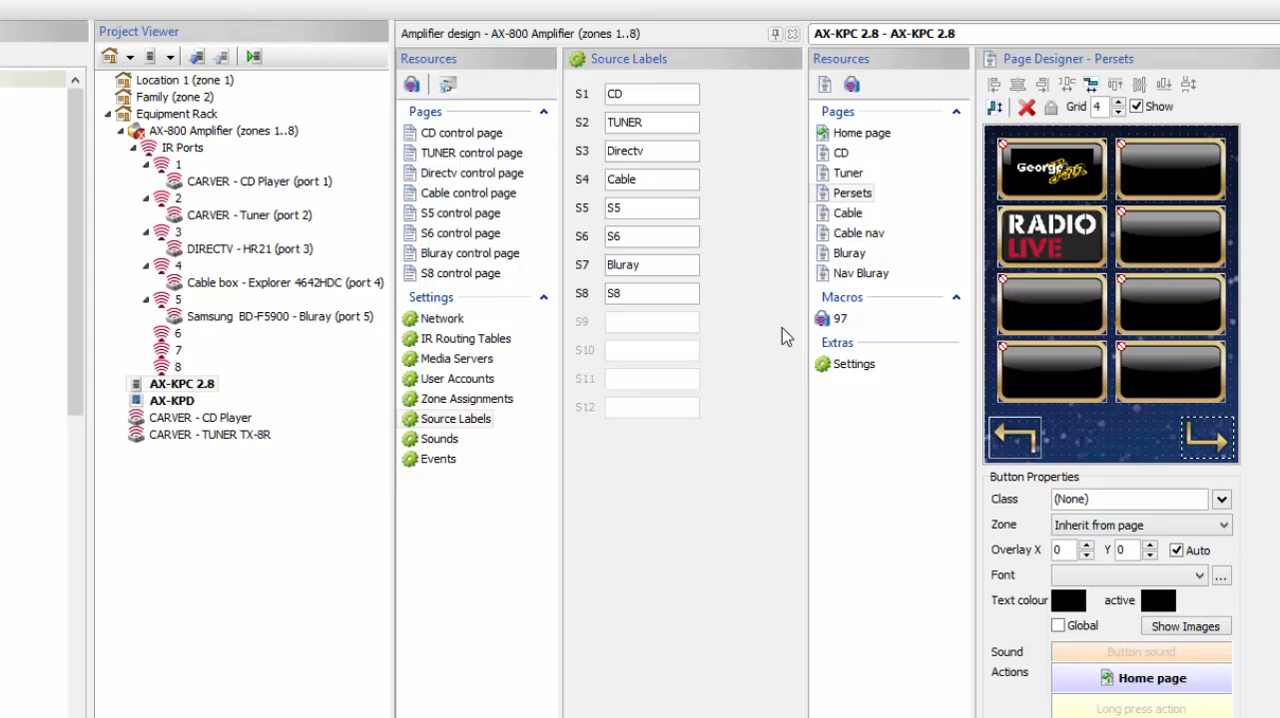 Project Viewer
Location 1 (zone 1)
Family (zone 2)
Equipment Rack
AX-800 Amplifier (zones 1..8)
IR Ports
1
CARVER - CD Player (port 1)
2
CARVER - Tuner (port 2)
3
DIRECTV - HR21 (port 3)
4
Cable box - Explorer 4642HDC (port 4)
5
Samsung BD-F5900 - Bluray (port 5)
6
7
8
AX-KPC 2.8
AX-KPD
CARVER - CD Player
CARVER - TUNER TX-8R
Amplifier design - AX-800 Amplifier (zones 1..8)
Resources
Pages
CD control page
TUNER control page
Directv control page
Cable control page
S5 control page
S6 control page
Bluray control page
S8 control page
Settings
Network
IR Routing Tables
Media Servers
User Accounts
Zone Assignments
Source Labels
Sounds
Events
Source Labels
S1 CD
S2 TUNER
S3 Directv
S4 Cable
S5 S5
S6 S6
S7 Bluray
S8 S8
S9
S10
S11
S12
AX-KPC 2.8 - AX-KPC 2.8
Resources
Pages
Home page
CD
Tuner
Persets
Cable
Cable nav
Bluray
Nav Bluray
Macros
97
Extras
Settings
Page Designer - Persets
Grid 4 Show
George
RADIO
LIVE
Button Properties
Class (None)
Zone Inherit from page
Overlay X 0 Y 0 Auto
Font ...
Text colour active
Global Show Images
Sound Button sound
Actions Home page
Long press action